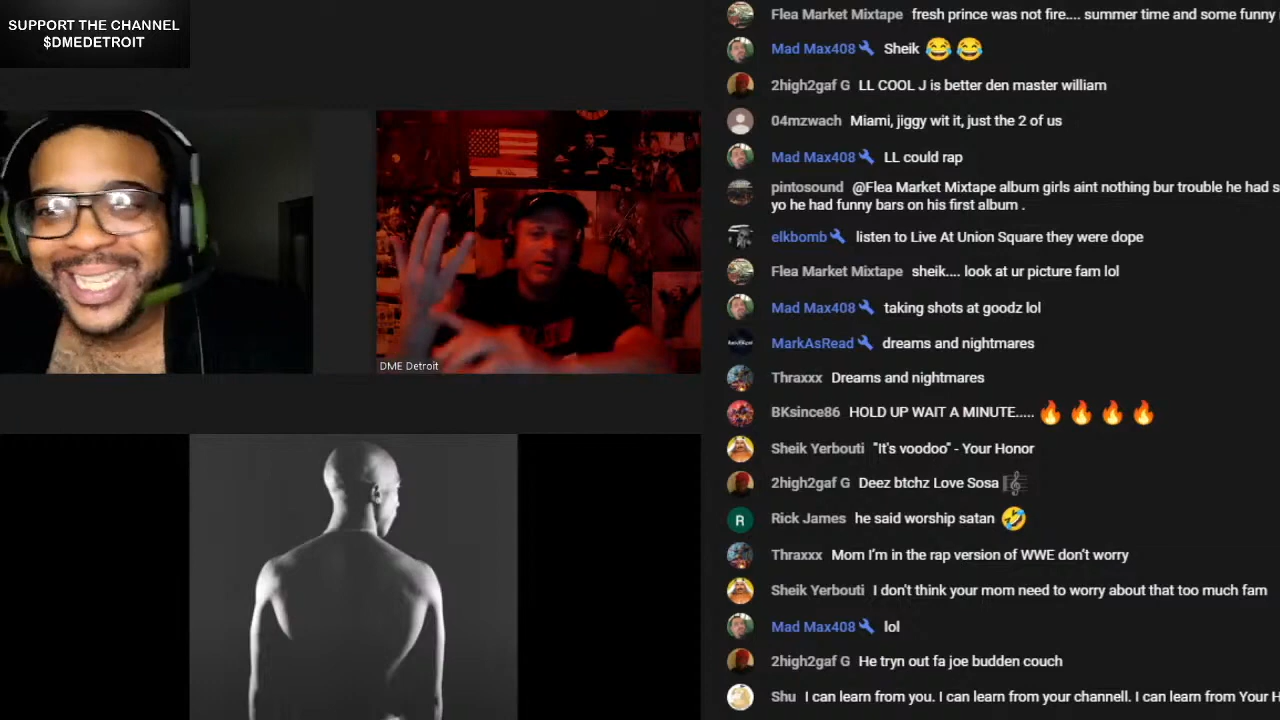 SUPPORT THE CHANNEL
$DMEDETROIT
DME Detroit
Flea Market Mixtape fresh prince was not fire.... summer time and some funny
Mad Max408 Sheik 😂 😂
2high2gaf G LL COOL J is better den master william
04mzwach Miami, jiggy wit it, just the 2 of us
Mad Max408 LL could rap
pintosound @Flea Market Mixtape album girls aint nothing bur trouble he had s
yo he had funny bars on his first album .
elkbomb listen to Live At Union Square they were dope
Flea Market Mixtape sheik.... look at ur picture fam lol
Mad Max408 taking shots at goodz lol
MarkAsRead dreams and nightmares
Thraxxx Dreams and nightmares
BKsince86 HOLD UP WAIT A MINUTE..... 🔥 🔥 🔥 🔥
Sheik Yerbouti "It's voodoo" - Your Honor
2high2gaf G Deez btchz Love Sosa 🎼
R Rick James he said worship satan 🤣
Thraxxx Mom I'm in the rap version of WWE don't worry
Sheik Yerbouti I don't think your mom need to worry about that too much fam
Mad Max408 lol
2high2gaf G He tryn out fa joe budden couch
Shu I can learn from you. I can learn from your channell. I can learn from Your H